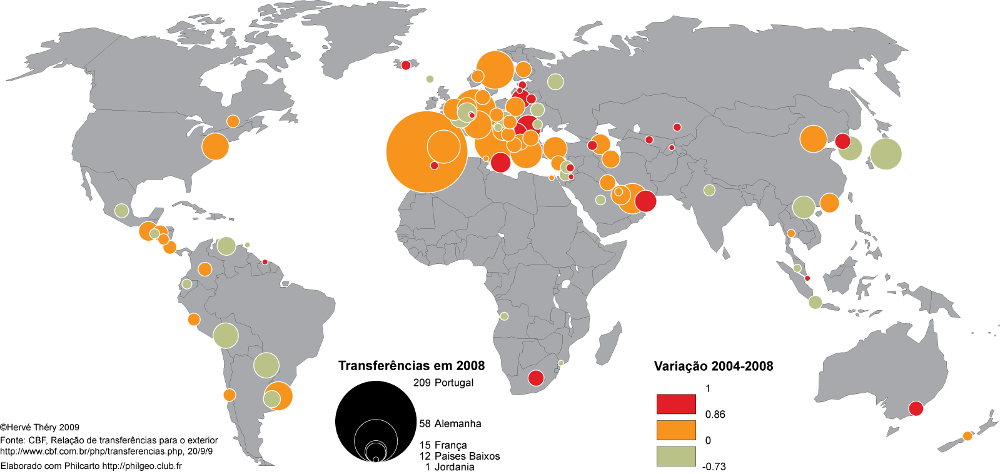 Transferências em 2008
209 Portugal
58 Alemanha
15 França
12 Paises Baixos
1 Jordania
Variação 2004-2008
1
0.86
0
-0.73
©Hervé Théry 2009
Fonte: CBF, Relação de transferências para o exterior
http://www.cbf.com.br/php/transferencias.php, 20/9/9
Elaborado com Philcarto http://philgeo.club.fr